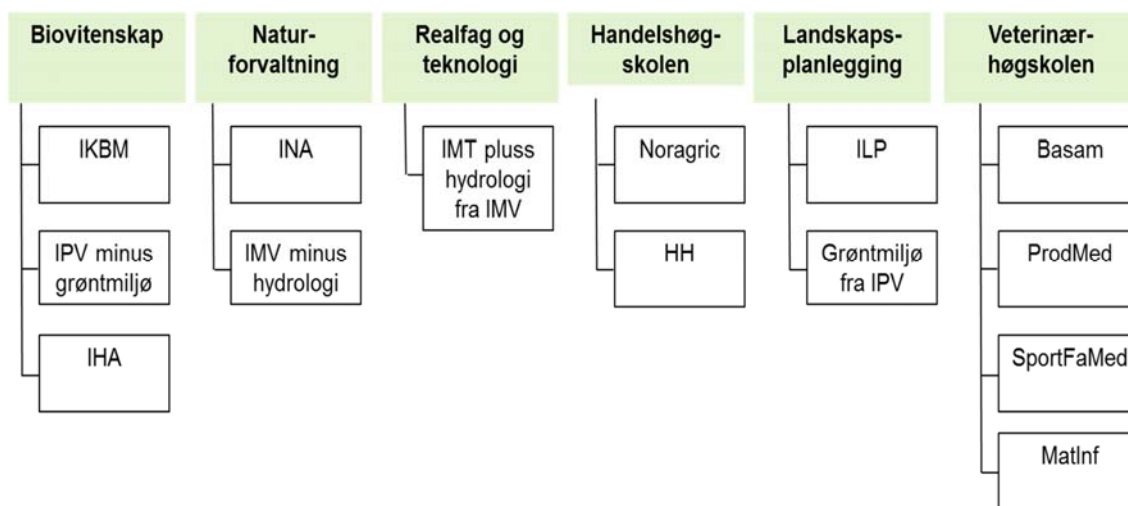 Biovitenskap
Natur-
forvaltning
Realfag og
teknologi
Handelshøg-
skolen
Landskaps-
planlegging
Veterinær-
høgskolen
IKBM
IPV minus
grøntmiljø
IHA
INA
IMV minus
hydrologi
IMT pluss
hydrologi
fra IMV
Noragric
HH
ILP
Grøntmiljø
fra IPV
Basam
ProdMed
SportFaMed
MatInf